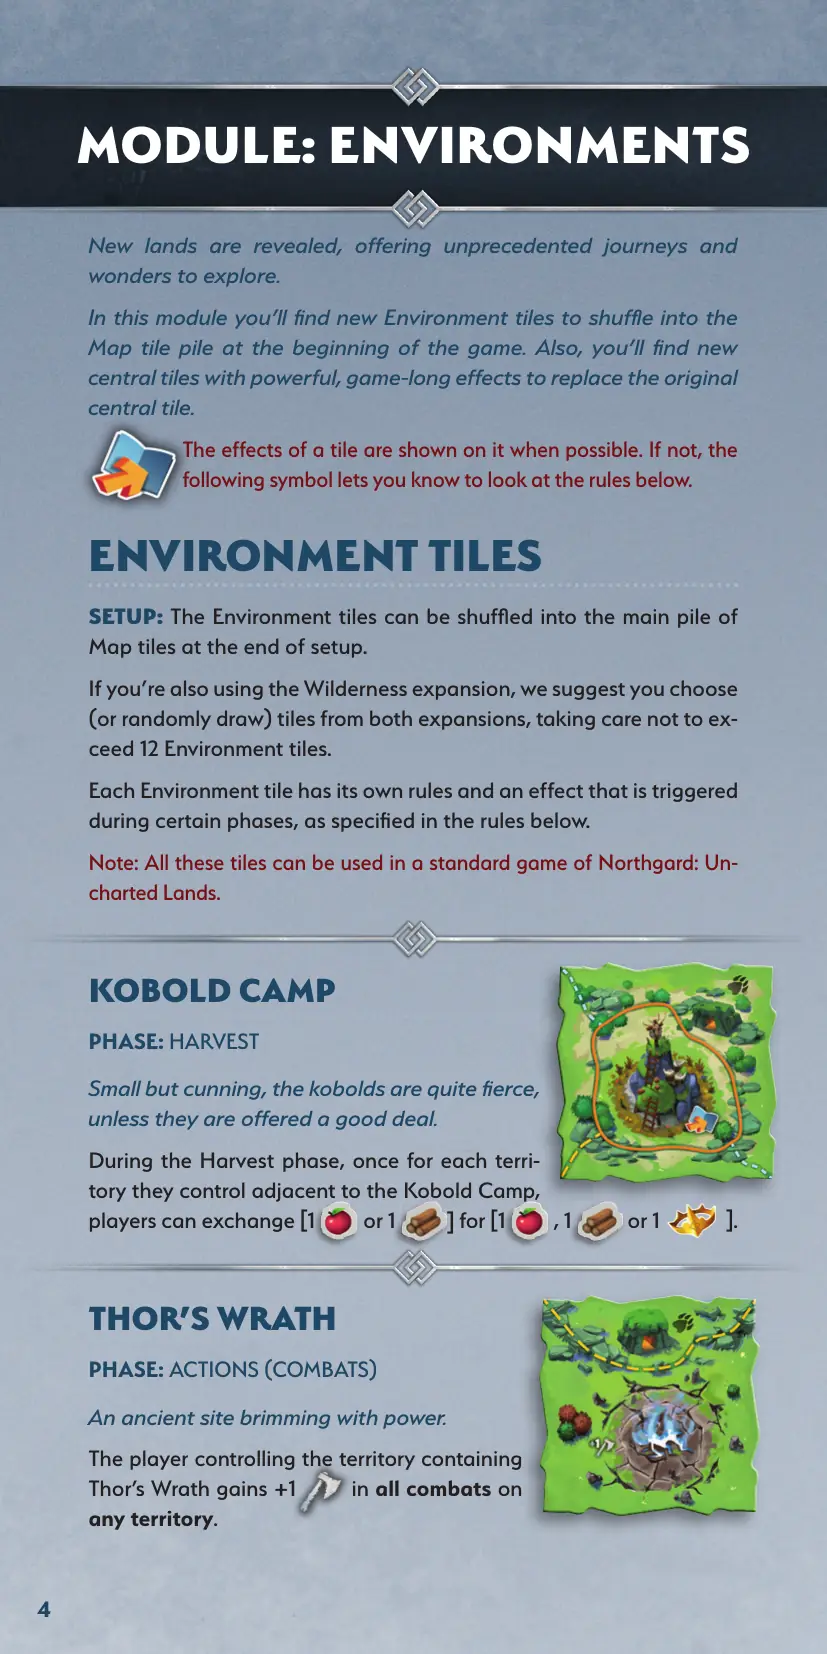 MODULE: ENVIRONMENTS
New lands are revealed, offering unprecedented journeys and
wonders to explore.
In this module you'll find new Environment tiles to shuffle into the
Map tile pile at the beginning of the game. Also, you'll find new
central tiles with powerful, game-long effects to replace the original
central tile.
The effects of a tile are shown on it when possible. If not, the
following symbol lets you know to look at the rules below.
ENVIRONMENT TILES
SETUP: The Environment tiles can be shuffled into the main pile of
Map tiles at the end of setup.
If you're also using the Wilderness expansion, we suggest you choose
(or randomly draw) tiles from both expansions, taking care not to ex-
ceed 12 Environment tiles.
Each Environment tile has its own rules and an effect that is triggered
during certain phases, as specified in the rules below.
Note: All these tiles can be used in a standard game of Northgard: Un-
charted Lands.
KOBOLD CAMP
PHASE: HARVEST
Small but cunning, the kobolds are quite fierce,
unless they are offered a good deal.
During the Harvest phase, once for each terri-
tory they control adjacent to the Kobold Camp,
players can exchange [1 or 1 ] for [1 , 1 or 1 ].
THOR'S WRATH
PHASE: ACTIONS (COMBATS)
An ancient site brimming with power.
The player controlling the territory containing
Thor's Wrath gains +1 in all combats on
any territory.
+1
4